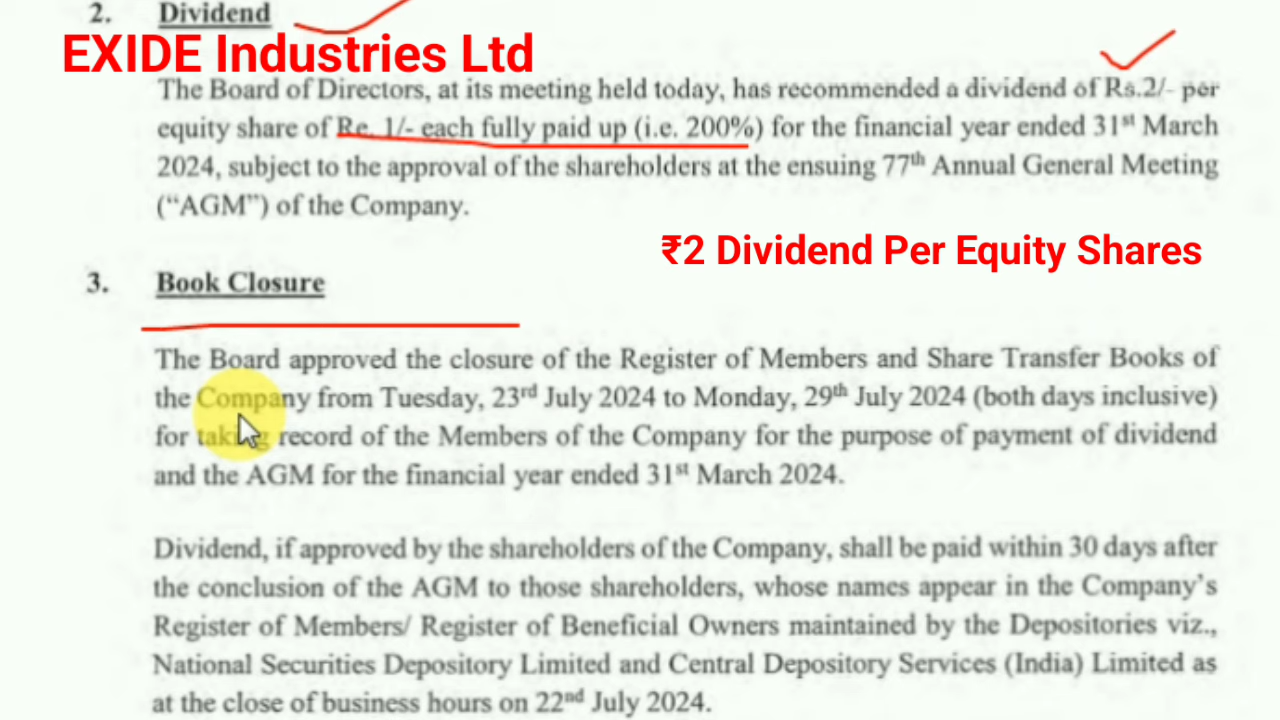 2. Dividend
EXIDE Industries Ltd
The Board of Directors, at its meeting held today, has recommended a dividend of Rs.2/- per
equity share of Re. 1/- each fully paid up (i.e. 200%) for the financial year ended 31st March
2024, subject to the approval of the shareholders at the ensuing 77th Annual General Meeting
(“AGM”) of the Company.
₹2 Dividend Per Equity Shares
3. Book Closure
The Board approved the closure of the Register of Members and Share Transfer Books of
the Company from Tuesday, 23rd July 2024 to Monday, 29th July 2024 (both days inclusive)
for taking record of the Members of the Company for the purpose of payment of dividend
and the AGM for the financial year ended 31st March 2024.
Dividend, if approved by the shareholders of the Company, shall be paid within 30 days after
the conclusion of the AGM to those shareholders, whose names appear in the Company’s
Register of Members/ Register of Beneficial Owners maintained by the Depositories viz.,
National Securities Depository Limited and Central Depository Services (India) Limited as
at the close of business hours on 22nd July 2024.